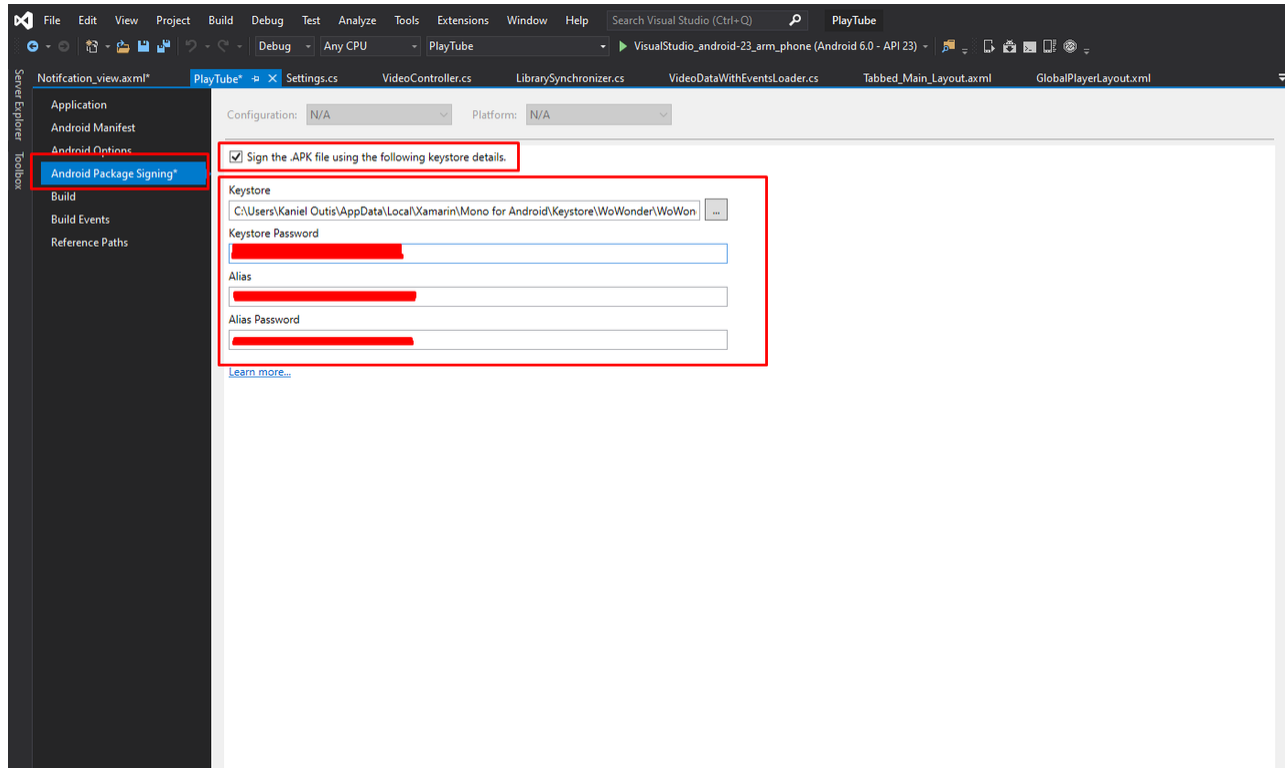 File Edit View Project Build Debug Test Analyze Tools Extensions Window Help Search Visual Studio (Ctrl+Q) PlayTube
Debug Any CPU PlayTube VisualStudio_android-23_arm_phone (Android 6.0 - API 23)
Server Explorer
Toolbox
Notifcation_view.axml* PlayTube* Settings.cs VideoController.cs LibrarySynchronizer.cs VideoDataWithEventsLoader.cs Tabbed_Main_Layout.axml GlobalPlayerLayout.xml
Application
Android Manifest
Android Options
Android Package Signing*
Build
Build Events
Reference Paths
Configuration: N/A Platform: N/A
Sign the .APK file using the following keystore details.
Keystore
C:\Users\Kaniel Outis\AppData\Local\Xamarin\Mono for Android\Keystore\WoWonder\WoWon
...
Keystore Password
Alias
Alias Password
Learn more...